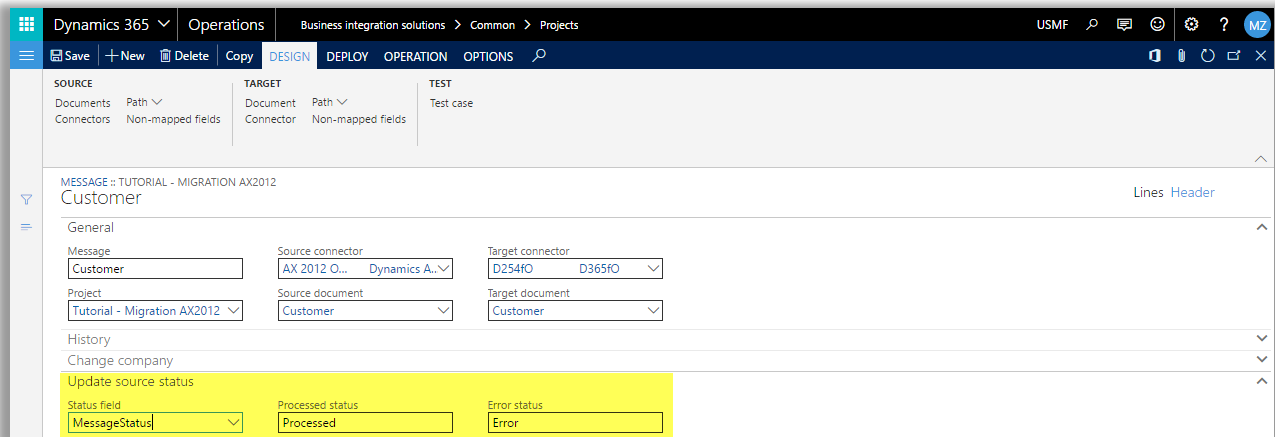 Dynamics 365 Operations Business integration solutions > Common > Projects USMF ? MZ
Save + New Delete Copy DESIGN DEPLOY OPERATION OPTIONS
SOURCE TARGET TEST
Documents Path Document Path Test case
Connectors Non-mapped fields Connector Non-mapped fields
MESSAGE :: TUTORIAL - MIGRATION AX2012
Customer Lines Header
General
Message Source connector Target connector
Customer AX 2012 O... Dynamics A.. D254fO D365fO
Project Source document Target document
Tutorial - Migration AX2012 Customer Customer
History
Change company
Update source status
Status field Processed status Error status
MessageStatus Processed Error